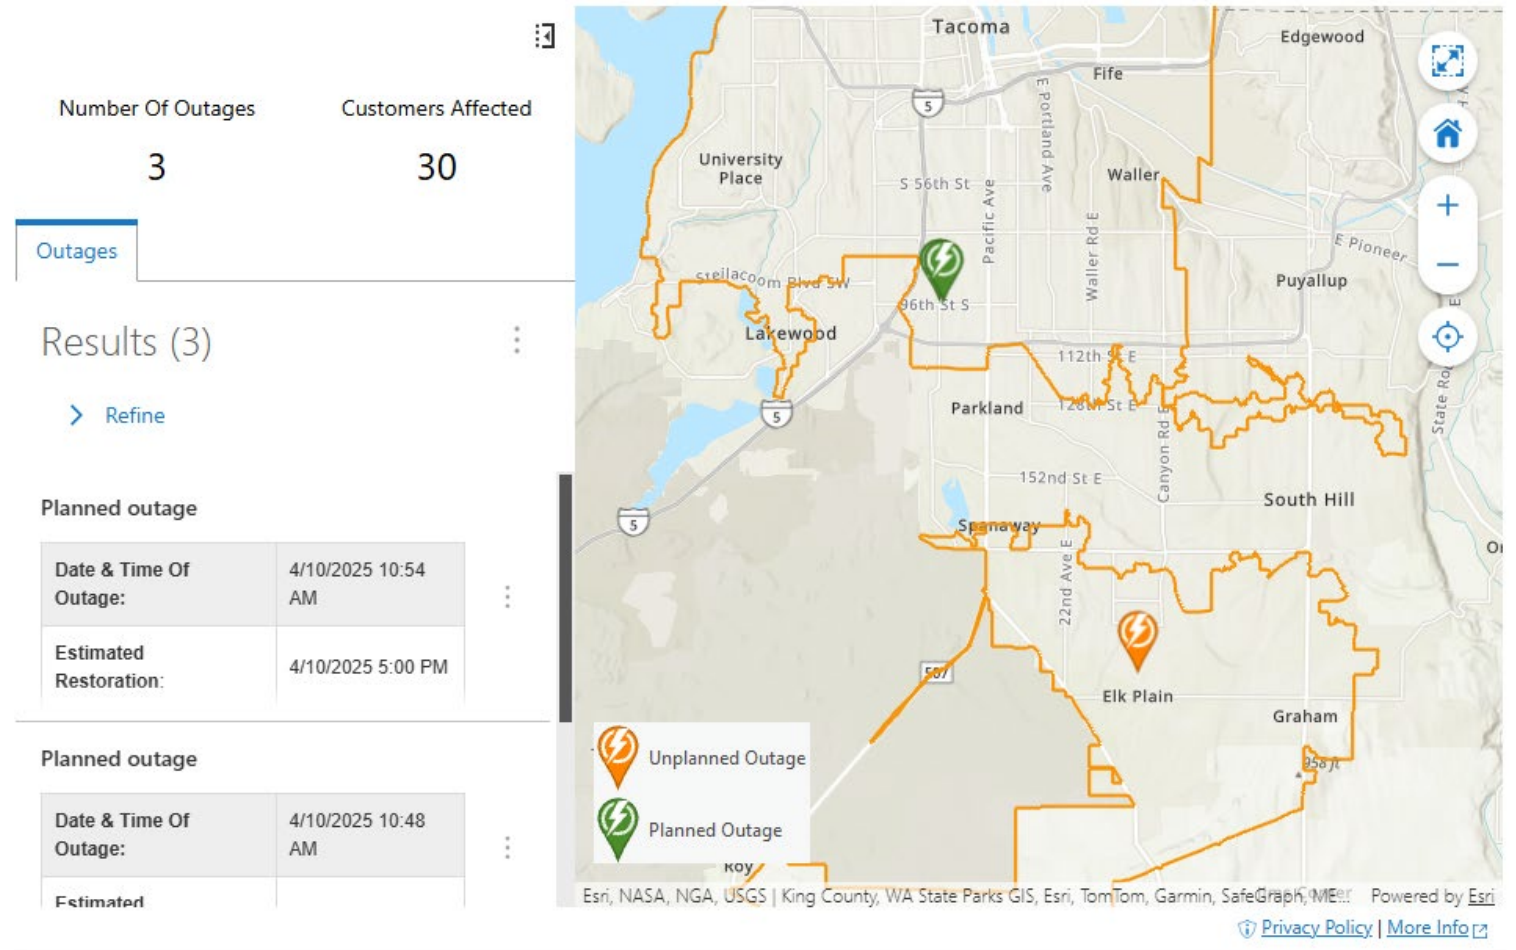 Number Of Outages
3
Customers Affected
30
Outages
Results (3)
Refine
Planned outage
Date & Time Of
Outage:
4/10/2025 10:54
AM
Estimated
Restoration:
4/10/2025 5:00 PM
Planned outage
Date & Time Of
Outage:
4/10/2025 10:48
AM
Estimated
Tacoma
Edgewood
Fife
5
E Portland Ave
University
Place
S 56th St
Waller
Pacific Ave
Waller Rd E
E Pioneer
Steilacoom Blvd SW
Puyallup
96th St S
Lakewood
112th St E
State Ro
Parkland
128th St E
5
Canyon Rd E
152nd St E
South Hill
5
Spanaway
22nd Ave E
507
Elk Plain
Graham
958 ft
Unplanned Outage
Planned Outage
Roy
Esri, NASA, NGA, USGS | King County, WA State Parks GIS, Esri, TomTom, Garmin, SafeGraph, ME...
Powered by Esri
Privacy Policy | More Info